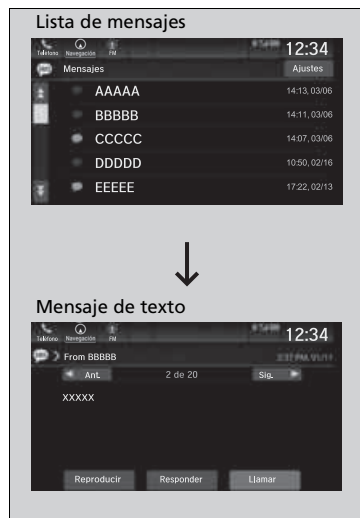 Lista de mensajes
Teléfono Navegación FM
12:34
Mensajes Ajustes
AAAAA 14:13, 03/06
BBBBB 14:11, 03/06
CCCCC 14:07, 03/06
DDDDD 10:50, 02/16
EEEEE 17:22, 02/13
Mensaje de texto
Teléfono Navegación FM
12:34
From BBBBB
Ant. 2 de 20 Sig.
XXXXX
Reproducir Responder Llamar